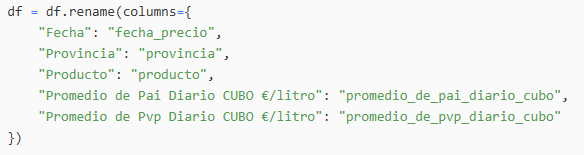 df = df.rename(columns={
    "Fecha": "fecha_precio",
    "Provincia": "provincia",
    "Producto": "producto",
    "Promedio de Pai Diario CUBO €/litro": "promedio_de_pai_diario_cubo",
    "Promedio de Pvp Diario CUBO €/litro": "promedio_de_pvp_diario_cubo"
})